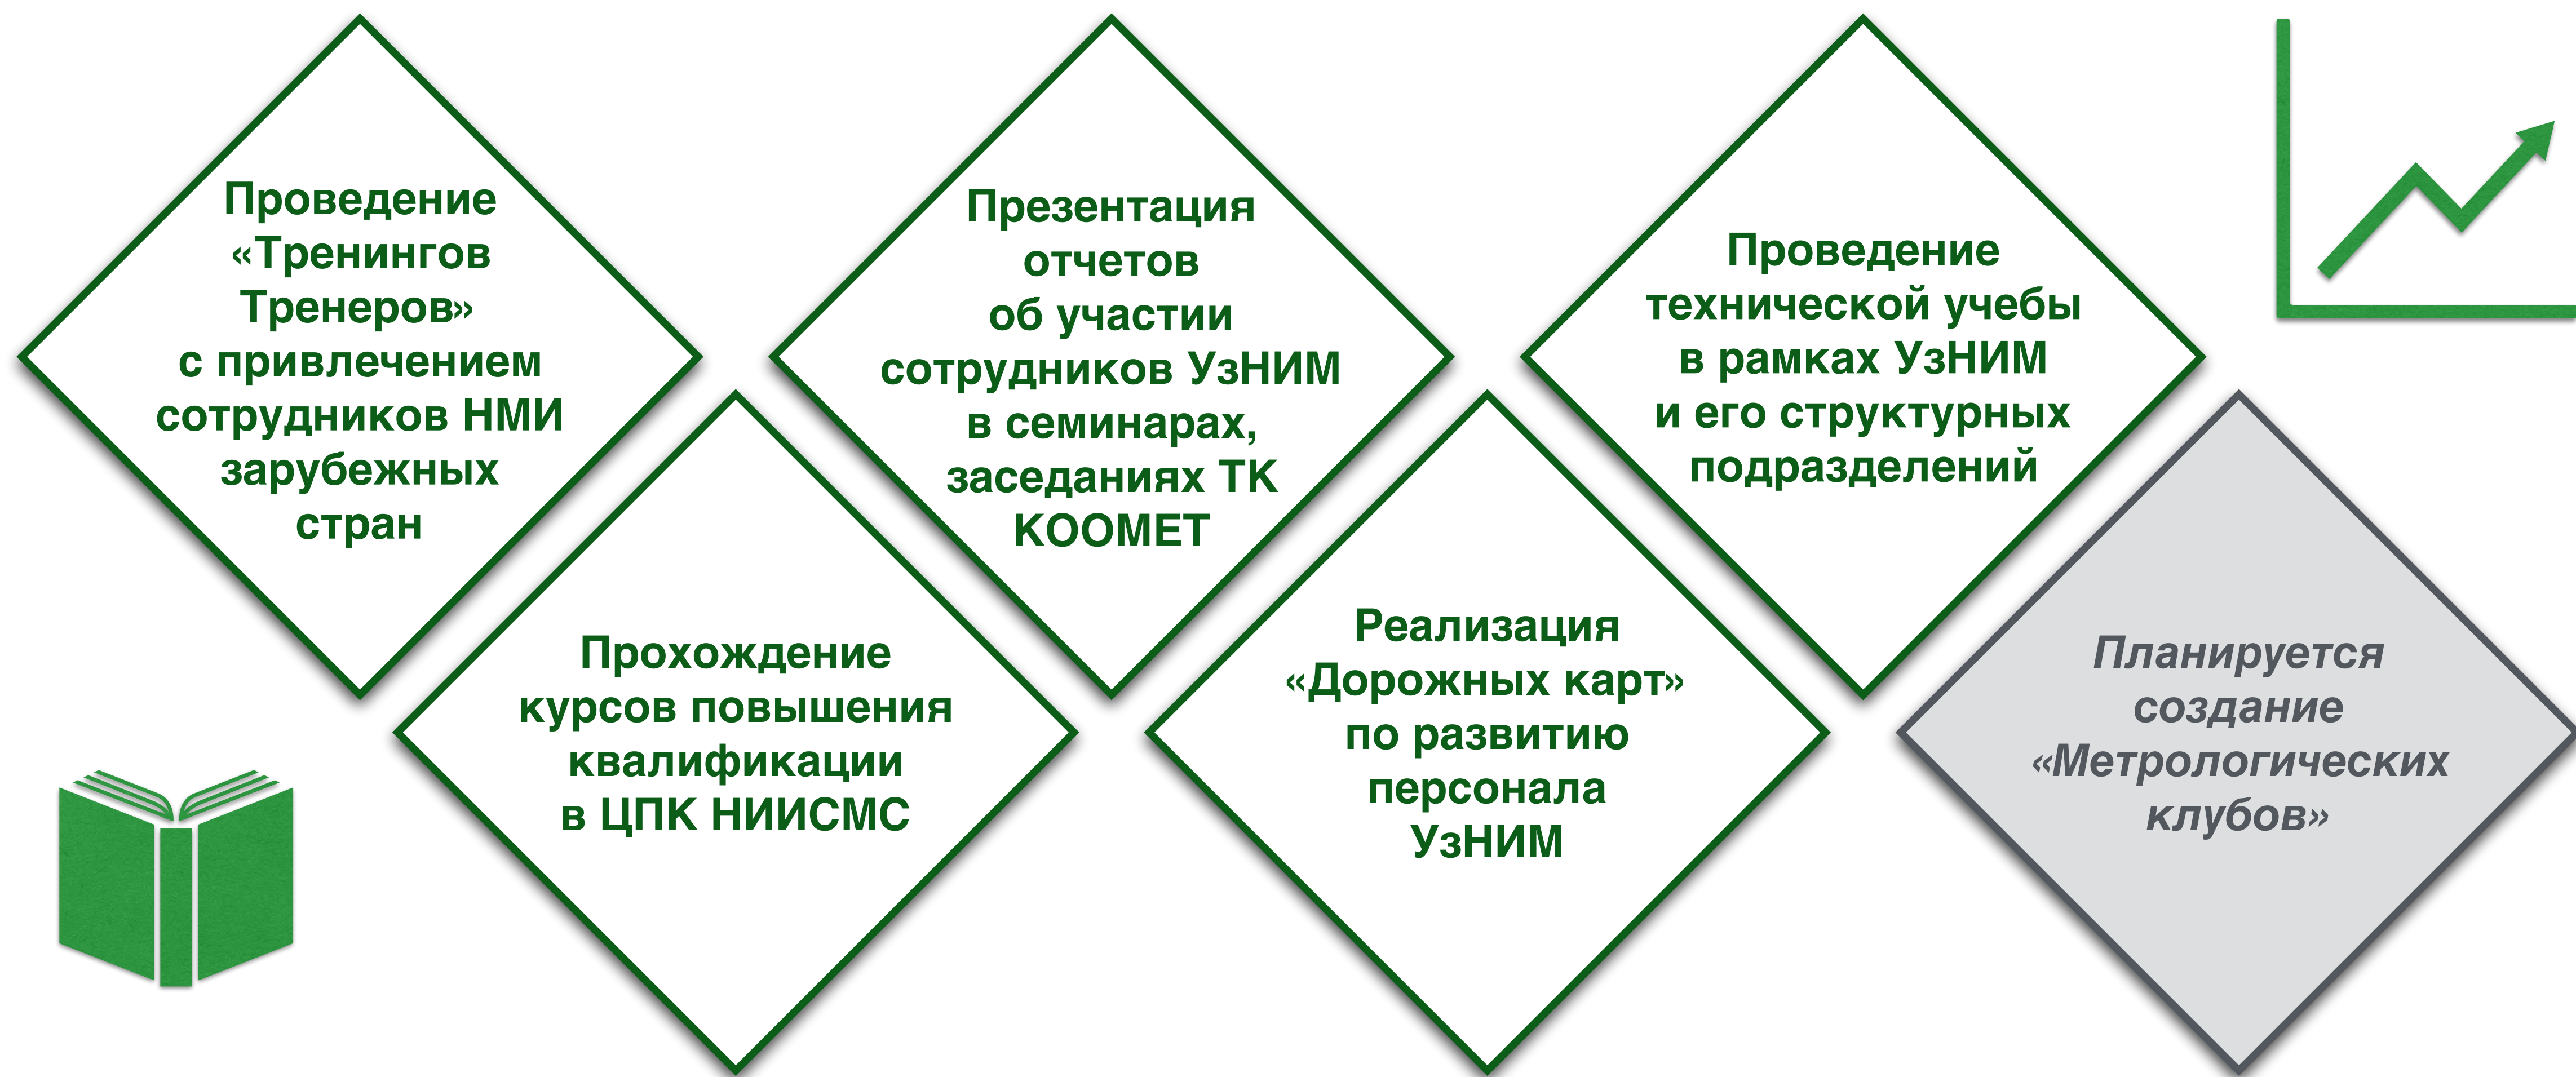 Проведение
«Тренингов
Тренеров»
с привлечением
сотрудников НМИ
зарубежных
стран
Прохождение
курсов повышения
квалификации
в ЦПК НИИСМС
Презентация
отчетов
об участии
сотрудников УзНИМ
в семинарах,
заседаниях ТК
КООМЕТ
Реализация
«Дорожных карт»
по развитию
персонала
УзНИМ
Проведение
технической учебы
в рамках УзНИМ
и его структурных
подразделений
Планируется
создание
«Метрологических
клубов»